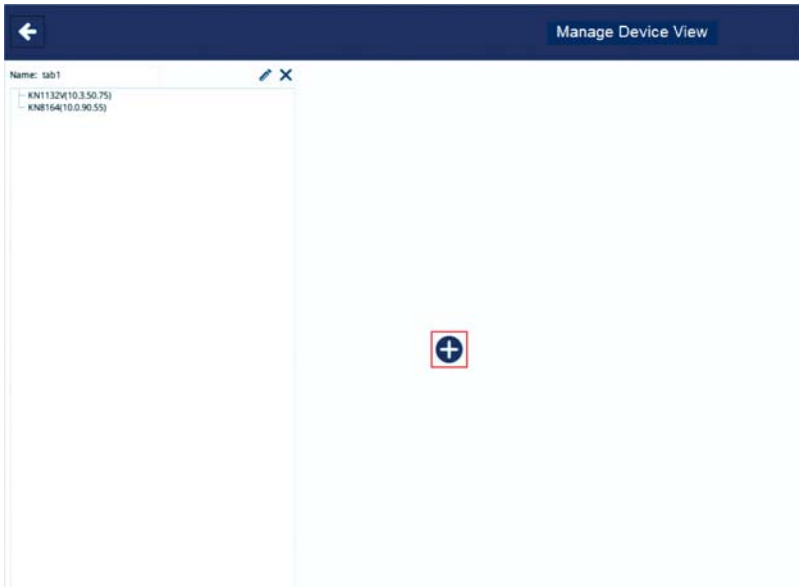 Manage Device View
Name: tab1
KN1132V(10.3.50.75)
KN8164(10.0.90.55)